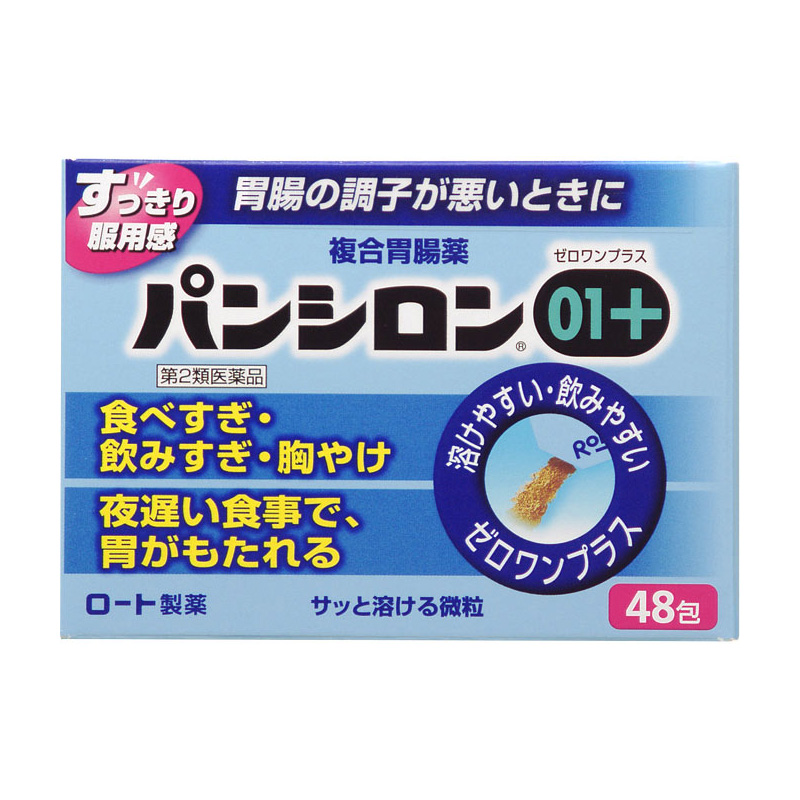 すっきり
服用感
胃腸の調子が悪いときに
複合胃腸薬
ゼロワンプラス
パンシロン® 01+
第2類医薬品
食べすぎ・
飲みすぎ・胸やけ
夜遅い食事で、
胃がもたれる
溶けやすい・飲みやすい
ゼロワンプラス
ロート製薬
サッと溶ける微粒
48包